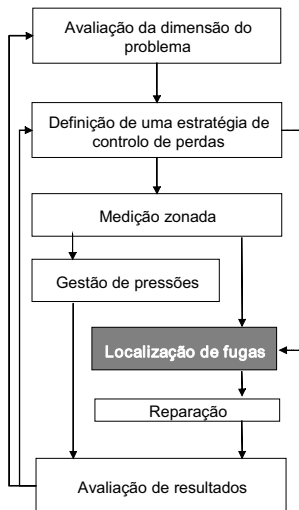 Avaliação da dimensão do
problema
Definição de uma estratégia de
controlo de perdas
Medição zonada
Gestão de pressões
Localização de fugas
Reparação
Avaliação de resultados